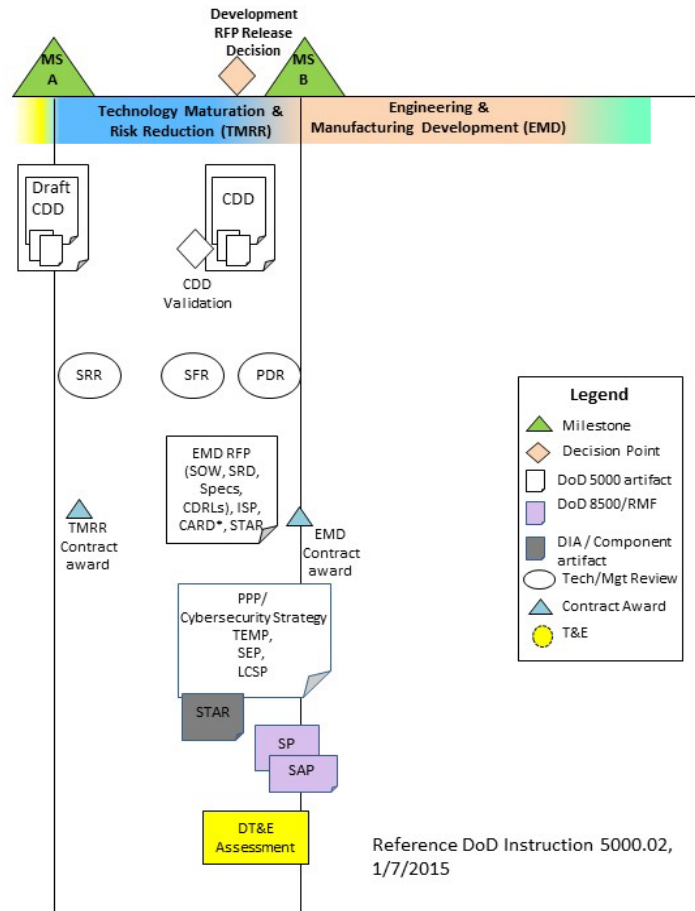 Development
RFP Release
Decision
MS
A
MS
B
Technology Maturation &
Risk Reduction (TMRR)
Engineering &
Manufacturing Development (EMD)
Draft
CDD
CDD
CDD
Validation
SRR
SFR
PDR
EMD RFP
(SOW, SRD,
Specs,
CDRLs), ISP,
CARD*, STAR
TMRR
Contract
award
EMD
Contract
award
PPP/
Cybersecurity Strategy
TEMP,
SEP,
LCSP
STAR
SP
SAP
DT&E
Assessment
Legend
Milestone
Decision Point
DoD 5000 artifact
DoD 8500/RMF
DIA / Component
artifact
Tech/Mgt Review
Contract Award
T&E
Reference DoD Instruction 5000.02,
1/7/2015